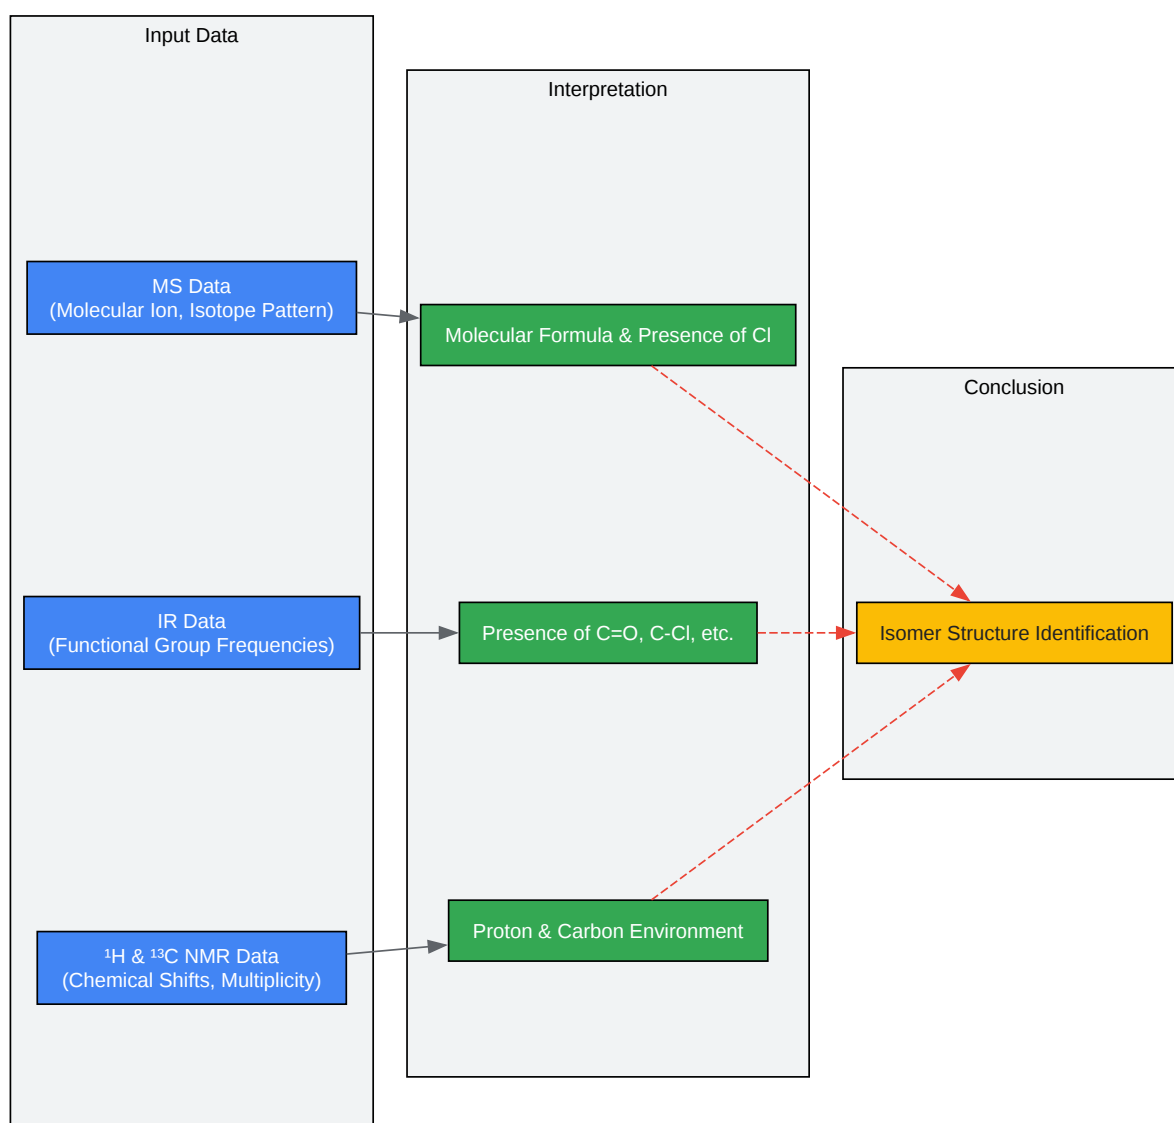 Input Data
MS Data
(Molecular Ion, Isotope Pattern)
IR Data
(Functional Group Frequencies)
¹H & ¹³C NMR Data
(Chemical Shifts, Multiplicity)
Interpretation
Molecular Formula & Presence of Cl
Presence of C=O, C-Cl, etc.
Proton & Carbon Environment
Conclusion
Isomer Structure Identification